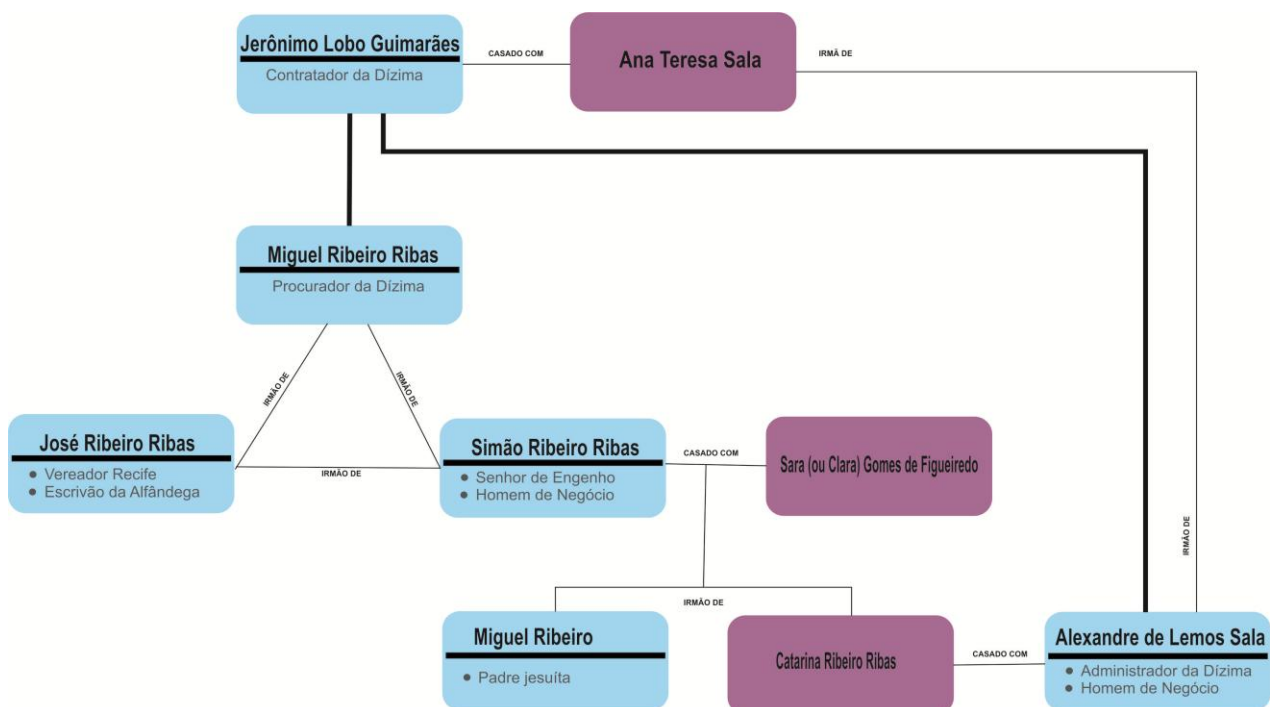 Jerônimo Lobo Guimarães
Contratador da Dízima
CASADO COM
Ana Teresa Sala
IRMÃ DE
Miguel Ribeiro Ribas
Procurador da Dízima
IRMÃO DE
IRMÃO DE
José Ribeiro Ribas
● Vereador Recife
● Escrivão da Alfândega
IRMÃO DE
Simão Ribeiro Ribas
● Senhor de Engenho
● Homem de Negócio
CASADO COM
Sara (ou Clara) Gomes de Figueiredo
IRMÃO DE
IRMÃO DE
Miguel Ribeiro
● Padre jesuíta
Catarina Ribeiro Ribas
CASADO COM
Alexandre de Lemos Sala
● Administrador da Dízima
● Homem de Negócio